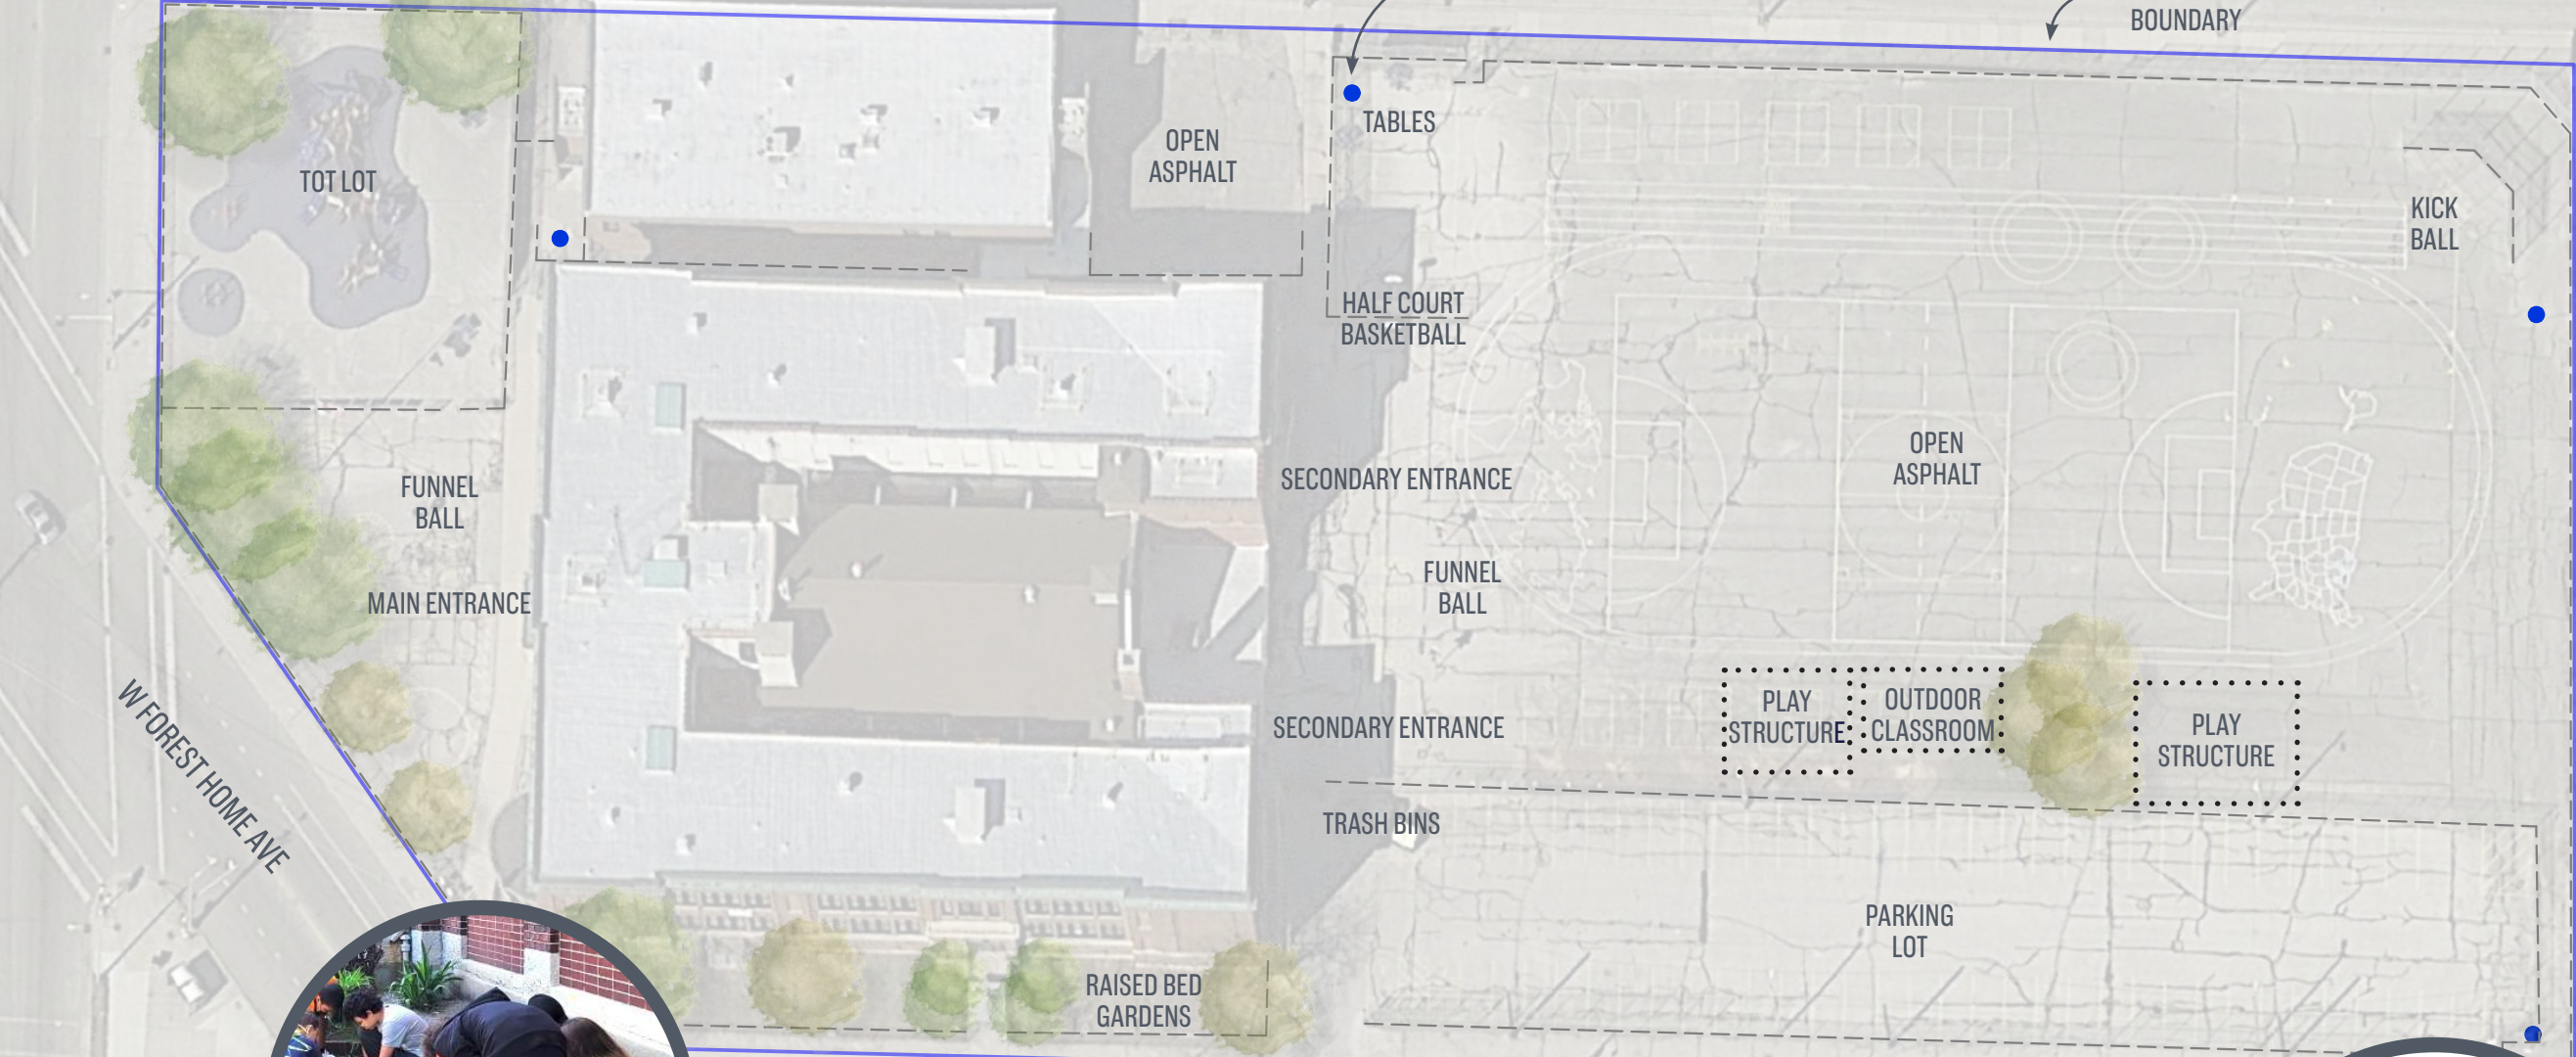 BOUNDARY
TABLES
OPEN
ASPHALT
TOT LOT
KICK
BALL
HALF COURT
BASKETBALL
OPEN
ASPHALT
SECONDARY ENTRANCE
FUNNEL
BALL
FUNNEL
BALL
MAIN ENTRANCE
PLAY
STRUCTURE
OUTDOOR
CLASSROOM
PLAY
STRUCTURE
SECONDARY ENTRANCE
W FOREST HOME AVE
TRASH BINS
PARKING
LOT
RAISED BED
GARDENS